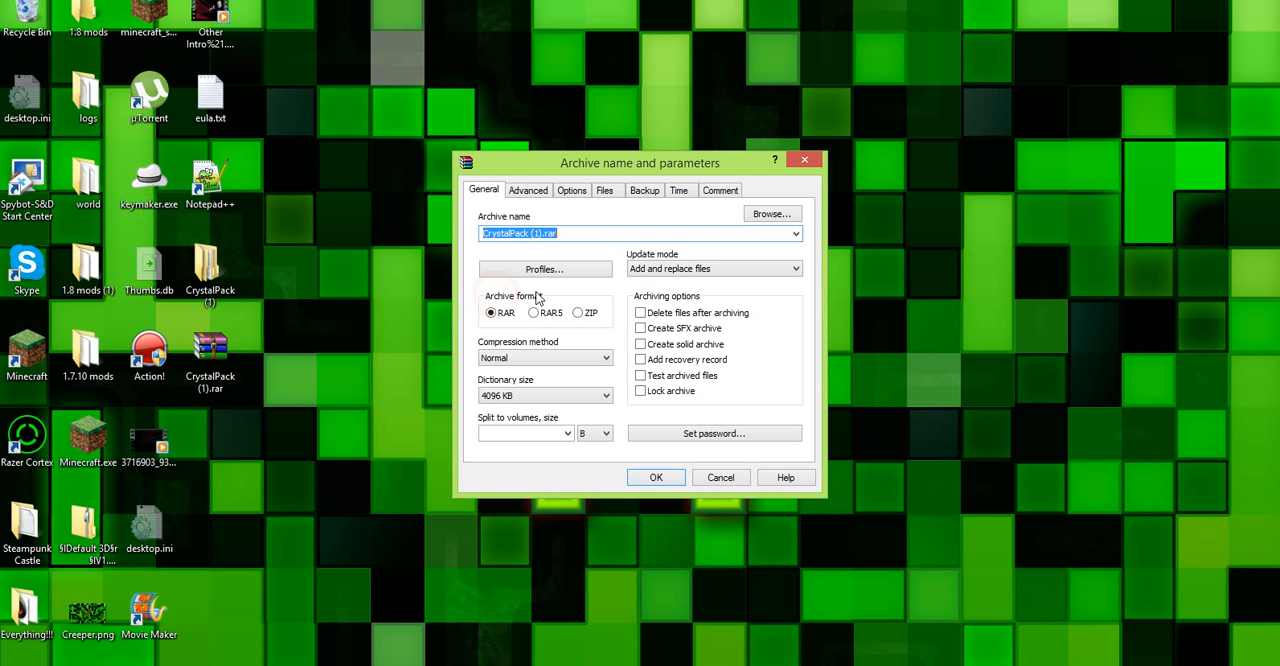 Recycle Bin
1.8 mods
minecraft_s...
Other
Intro%21....
desktop.ini
logs
µTorrent
eula.txt
Spybot-S&D
Start Center
world
keymaker.exe
Notepad++
Skype
1.8 mods (1)
Thumbs.db
CrystalPack
(1)
Minecraft
1.7.10 mods
Action!
CrystalPack
(1).rar
Razer Cortex
Minecraft.exe
3716903_93...
Steampunk
Castle
§lDefault 3D§r
§lV1....
desktop.ini
Everything!!!
Creeper.png
Movie Maker
Archive name and parameters
?
General
Advanced
Options
Files
Backup
Time
Comment
Archive name
Browse...
CrystalPack (1).rar
Profiles...
Update mode
Add and replace files
Archive format
RAR
RAR5
ZIP
Compression method
Normal
Dictionary size
4096 KB
Split to volumes, size
B
Archiving options
Delete files after archiving
Create SFX archive
Create solid archive
Add recovery record
Test archived files
Lock archive
Set password...
OK
Cancel
Help